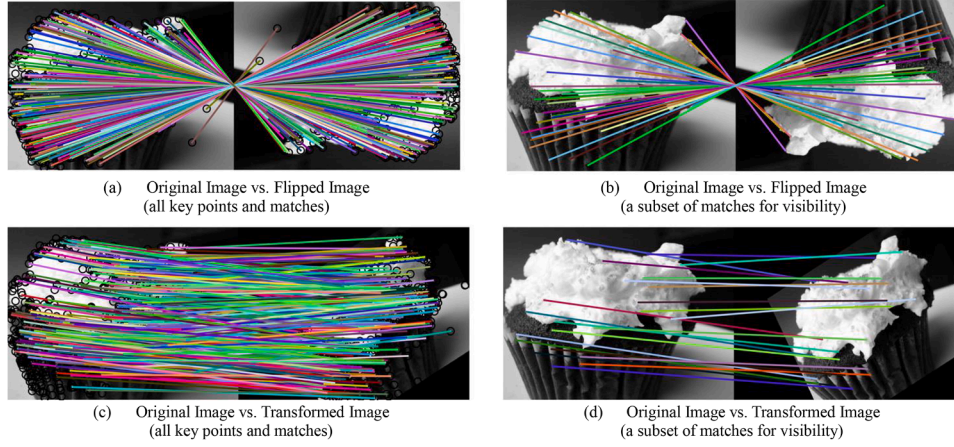 (a) Original Image vs. Flipped Image
(all key points and matches)
(b) Original Image vs. Flipped Image
(a subset of matches for visibility)
(c) Original Image vs. Transformed Image
(all key points and matches)
(d) Original Image vs. Transformed Image
(a subset of matches for visibility)